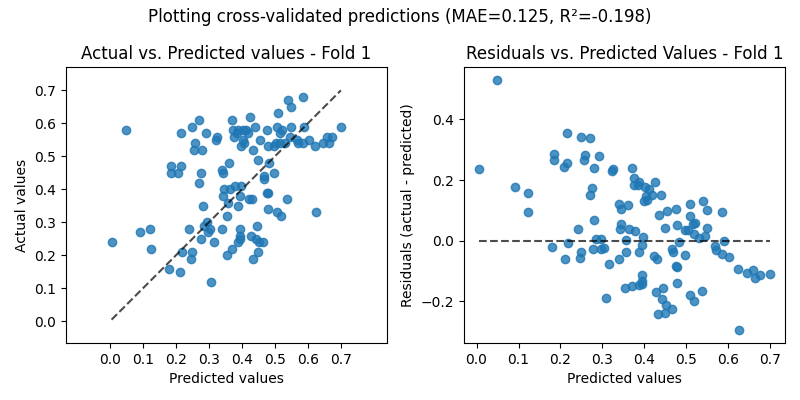 Plotting cross-validated predictions (MAE=0.125, R²=-0.198)
Actual vs. Predicted values - Fold 1
Actual values
0.7
0.6
0.5
0.4
0.3
0.2
0.1
0.0
0.0 0.1 0.2 0.3 0.4 0.5 0.6 0.7
Predicted values
Residuals vs. Predicted Values - Fold 1
Residuals (actual - predicted)
0.4
0.2
0.0
−0.2
0.0 0.1 0.2 0.3 0.4 0.5 0.6 0.7
Predicted values